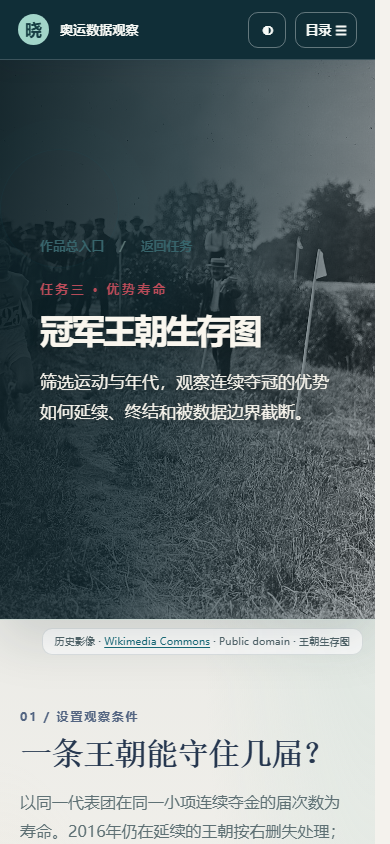 晓 奥运数据观察 目录 ☰
作品总入口 / 返回任务
任务三 • 优势寿命
冠军王朝生存图
筛选运动与年代，观察连续夺冠的优势
如何延续、终结和被数据边界截断。
历史影像 · Wikimedia Commons · Public domain · 王朝生存图
01 / 设置观察条件
一条王朝能守住几届？
以同一代表团在同一小项连续夺金的届次数为
寿命。2016年仍在延续的王朝按右删失处理；